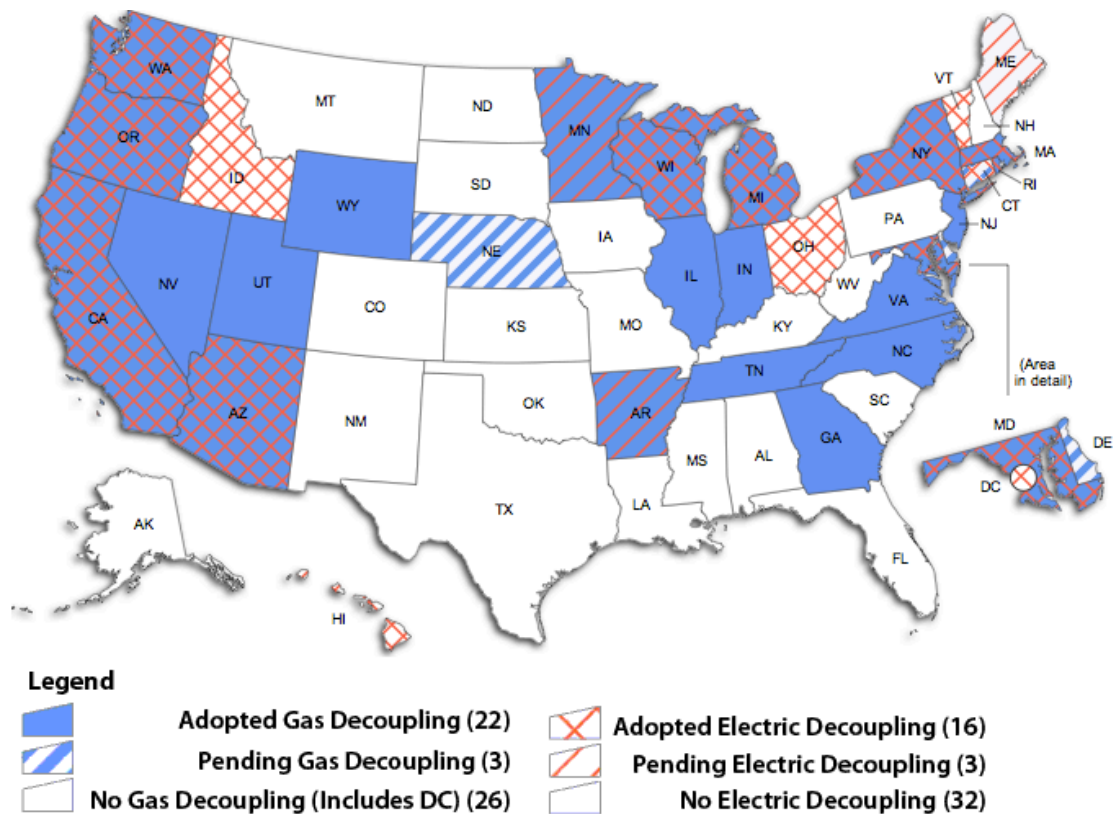 WA
MT
ND
MN
VT
ME
OR
ID
SD
WI
MI
NY
NH
MA
RI
CT
WY
NE
IA
PA
NJ
NV
UT
IL
IN
OH
WV
VA
CA
CO
KS
MO
KY
NC
(Area
in detail)
AZ
NM
OK
AR
TN
SC
GA
MS
AL
MD
DE
DC
TX
LA
FL
AK
HI
Legend
Adopted Gas Decoupling (22)
Adopted Electric Decoupling (16)
Pending Gas Decoupling (3)
Pending Electric Decoupling (3)
No Gas Decoupling (Includes DC) (26)
No Electric Decoupling (32)